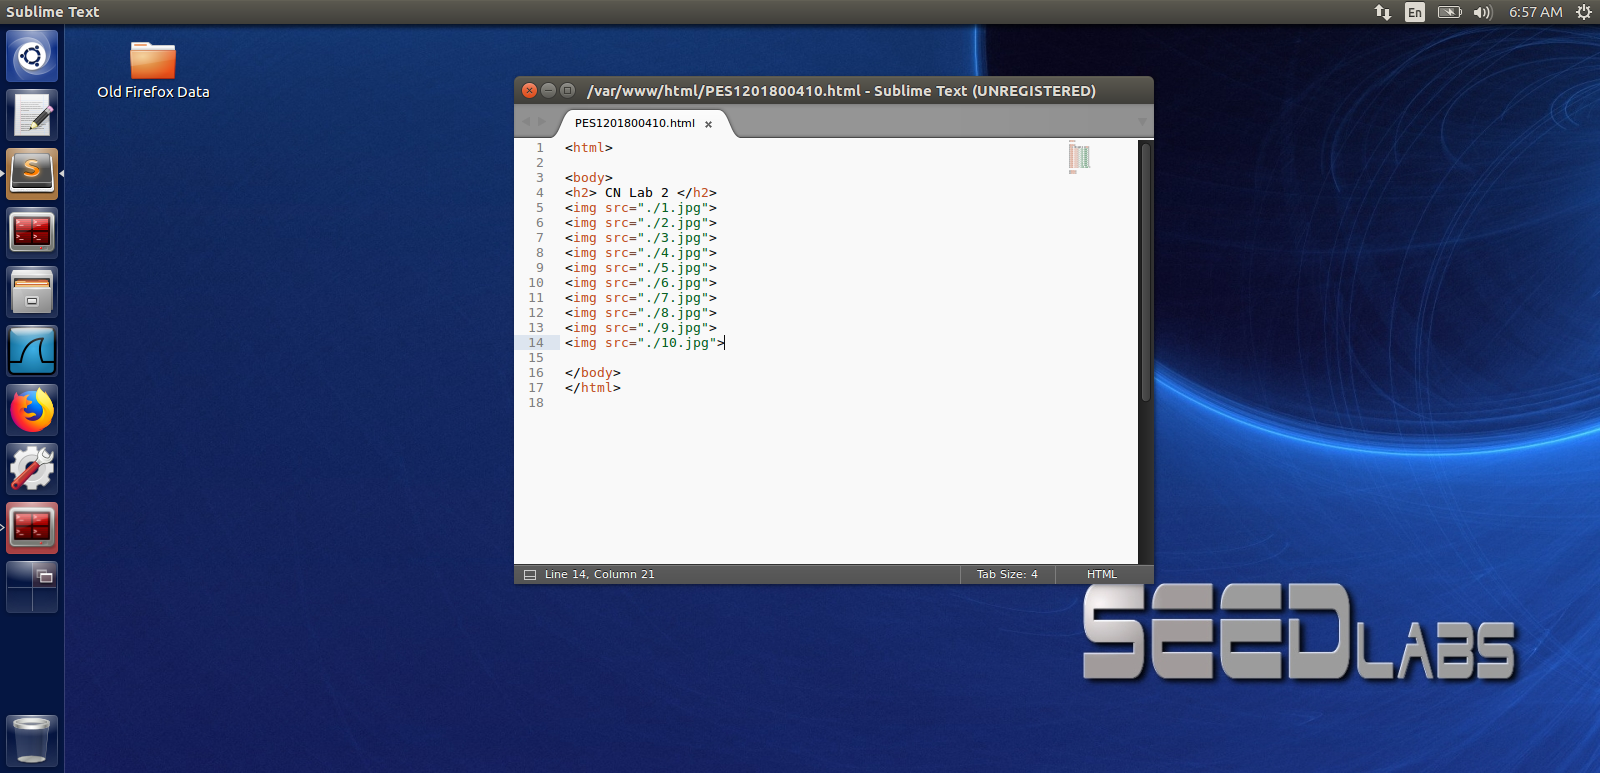 Sublime Text
En
6:57 AM
Old Firefox Data
/var/www/html/PES1201800410.html - Sublime Text (UNREGISTERED)
PES1201800410.html
1 <html>
2
3 <body>
4 <h2> CN Lab 2 </h2>
5 <img src="./1.jpg">
6 <img src="./2.jpg">
7 <img src="./3.jpg">
8 <img src="./4.jpg">
9 <img src="./5.jpg">
10 <img src="./6.jpg">
11 <img src="./7.jpg">
12 <img src="./8.jpg">
13 <img src="./9.jpg">
14 <img src="./10.jpg">
15
16 </body>
17 </html>
18
Line 14, Column 21
Tab Size: 4
HTML
SEEDLABS